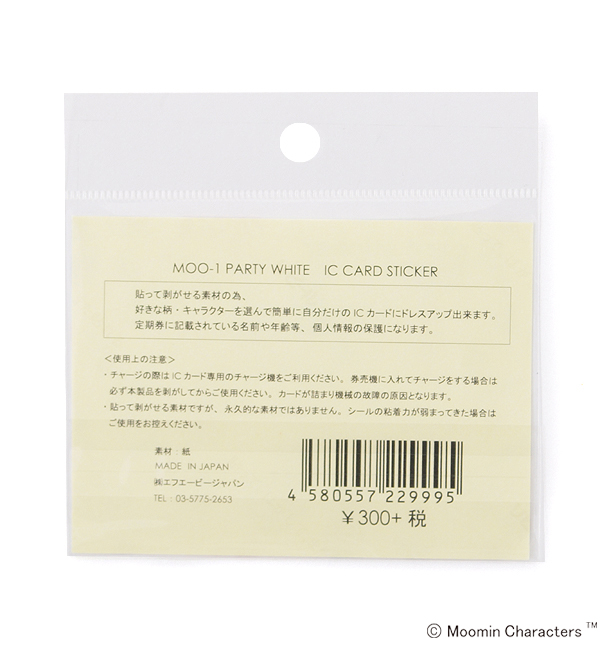 MOO-1 PARTY WHITE IC CARD STICKER
貼って剥がせる素材の為、
好きな柄・キャラクターを選んで簡単に自分だけのICカードにドレスアップ出来ます。
定期券に記載されている名前や年齢等、個人情報の保護になります。
＜使用上の注意＞
・チャージの際はICカード専用のチャージ機をご利用ください。券売機に入れてチャージをする場合は
必ず本製品を剥がしてからご使用ください。カードが詰まり機械の故障の原因となります。
・貼って剥がせる素材ですが、永久的な素材ではありません。シールの粘着力が弱まってきた場合は
ご使用をお控えください。
素材：紙
MADE IN JAPAN
㈱エフエービージャパン
TEL：03-5775-2653
4 580557 229995
¥300+ 税
© Moomin Characters ™